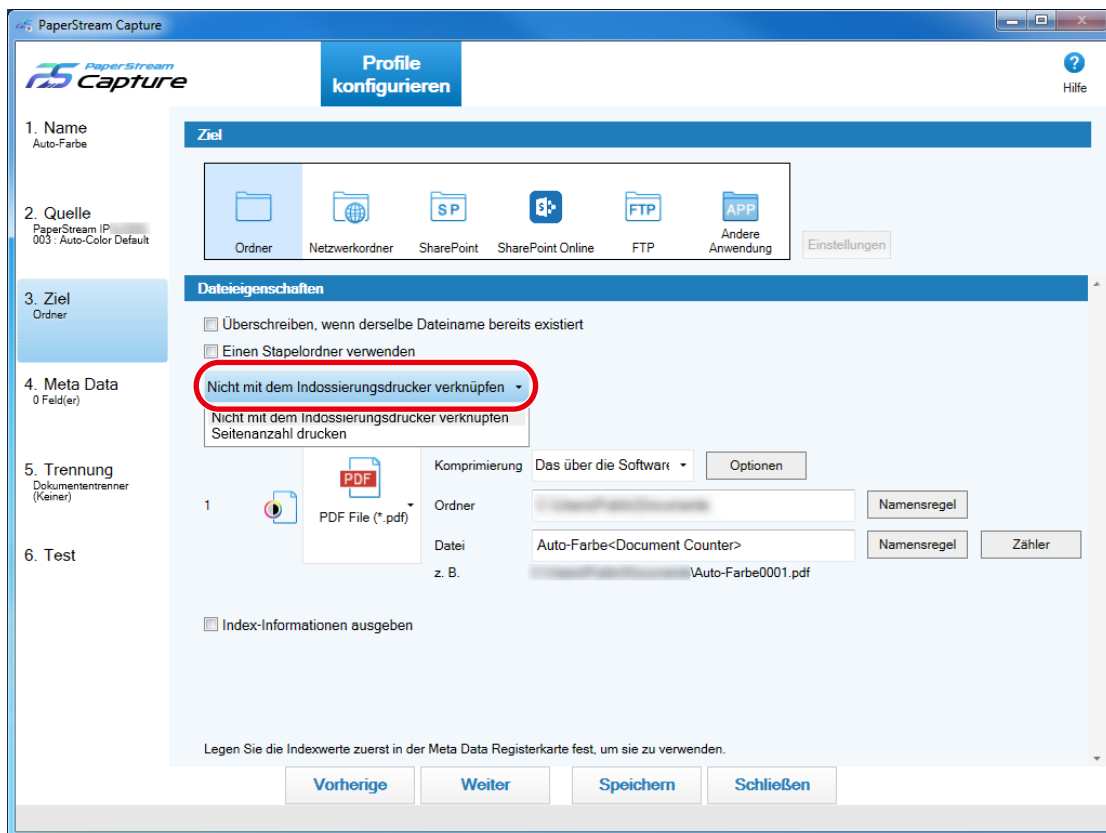 PaperStream Capture
PaperStream
Capture
Profile
konfigurieren
?
Hilfe
1. Name
Auto-Farbe
2. Quelle
PaperStream IP
003 : Auto-Color Default
3. Ziel
Ordner
4. Meta Data
0 Feld(er)
5. Trennung
Dokumententrenner
(Keiner)
6. Test
Ziel
Ordner
Netzwerkordner
SP
SharePoint
S
SharePoint Online
FTP
FTP
APP
Andere
Anwendung
Einstellungen
Dateieigenschaften
Überschreiben, wenn derselbe Dateiname bereits existiert
Einen Stapelordner verwenden
Nicht mit dem Indossierungsdrucker verknüpfen
Nicht mit dem Indossierungsdrucker verknüpfen
Seitenanzahl drucken
1
PDF
PDF File (*.pdf)
Komprimierung Das über die Software Optionen
Ordner Namensregel
Datei Auto-Farbe<Document Counter> Namensregel Zähler
z. B. \Auto-Farbe0001.pdf
Index-Informationen ausgeben
Legen Sie die Indexwerte zuerst in der Meta Data Registerkarte fest, um sie zu verwenden.
Vorherige Weiter Speichern Schließen